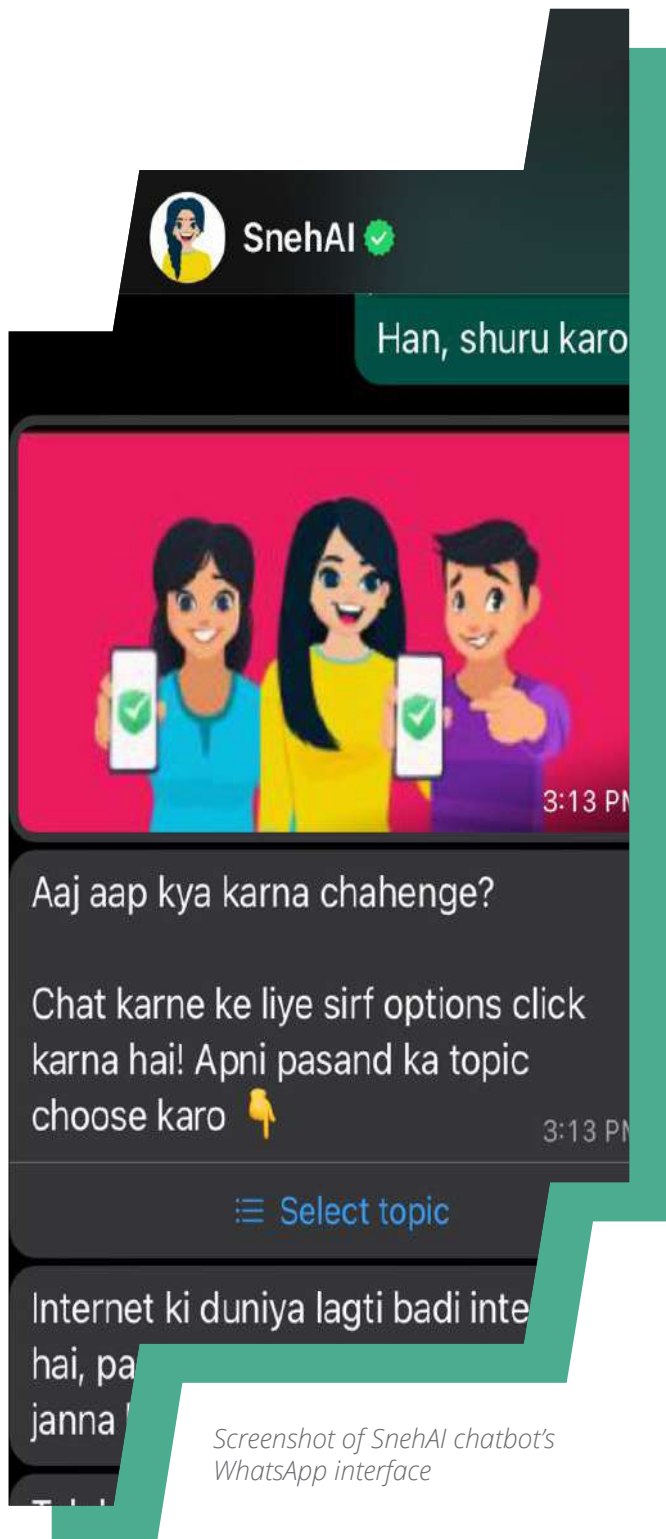 SnehAI
Han, shuru karo
3:13 PM
Aaj aap kya karna chahenge?
Chat karne ke liye sirf options click
karna hai! Apni pasand ka topic
choose karo 👇
3:13 PM
Select topic
Internet ki duniya lagti badi inte
hai, pa
janna
Screenshot of SnehAI chatbot's
WhatsApp interface